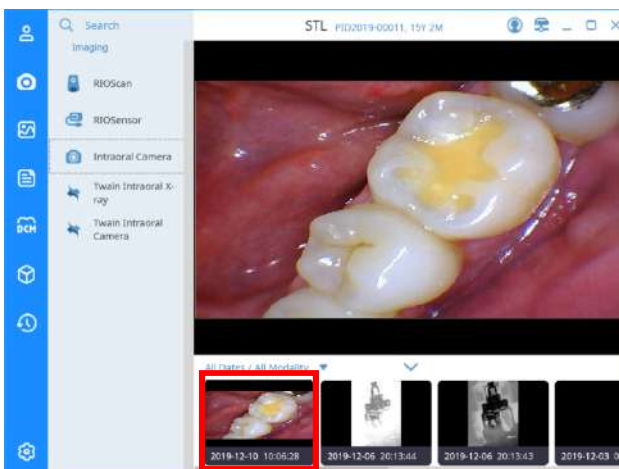 Search
STL PID2019-00011, 15Y 2M
Imaging
RIOScan
RIOSensor
Intraoral Camera
Twain Intraoral X-
ray
Twain Intraoral
Camera
DCM
All Dates / All Modality
2019-12-10 10:06:28
2019-12-06 20:13:44
2019-12-06 20:13:43
2019-12-03